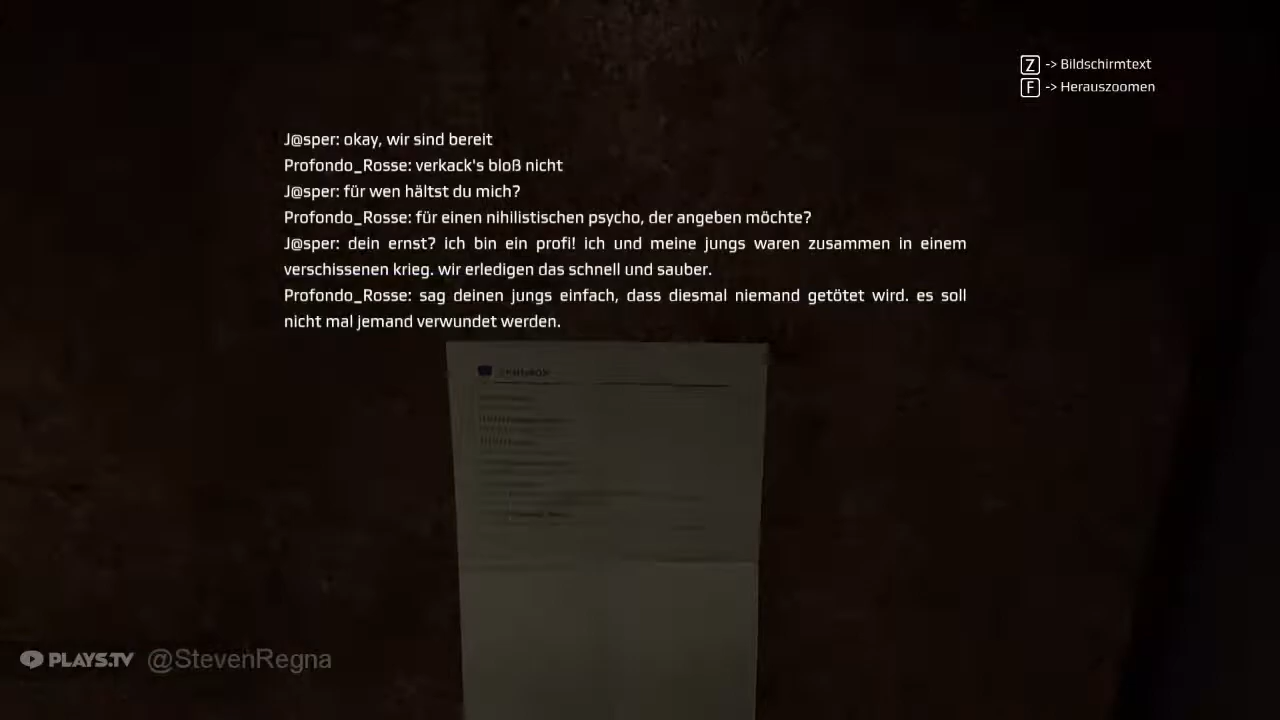 Z -> Bildschirmtext
F -> Herauszoomen
J@sper: okay, wir sind bereit
Profondo_Rosse: verkack's bloß nicht
J@sper: für wen hältst du mich?
Profondo_Rosse: für einen nihilistischen psycho, der angeben möchte?
J@sper: dein ernst? ich bin ein profi! ich und meine jungs waren zusammen in einem
verschissenen krieg. wir erledigen das schnell und sauber.
Profondo_Rosse: sag deinen jungs einfach, dass diesmal niemand getötet wird. es soll
nicht mal jemand verwundet werden.
PLAYS.TV @StevenRegna